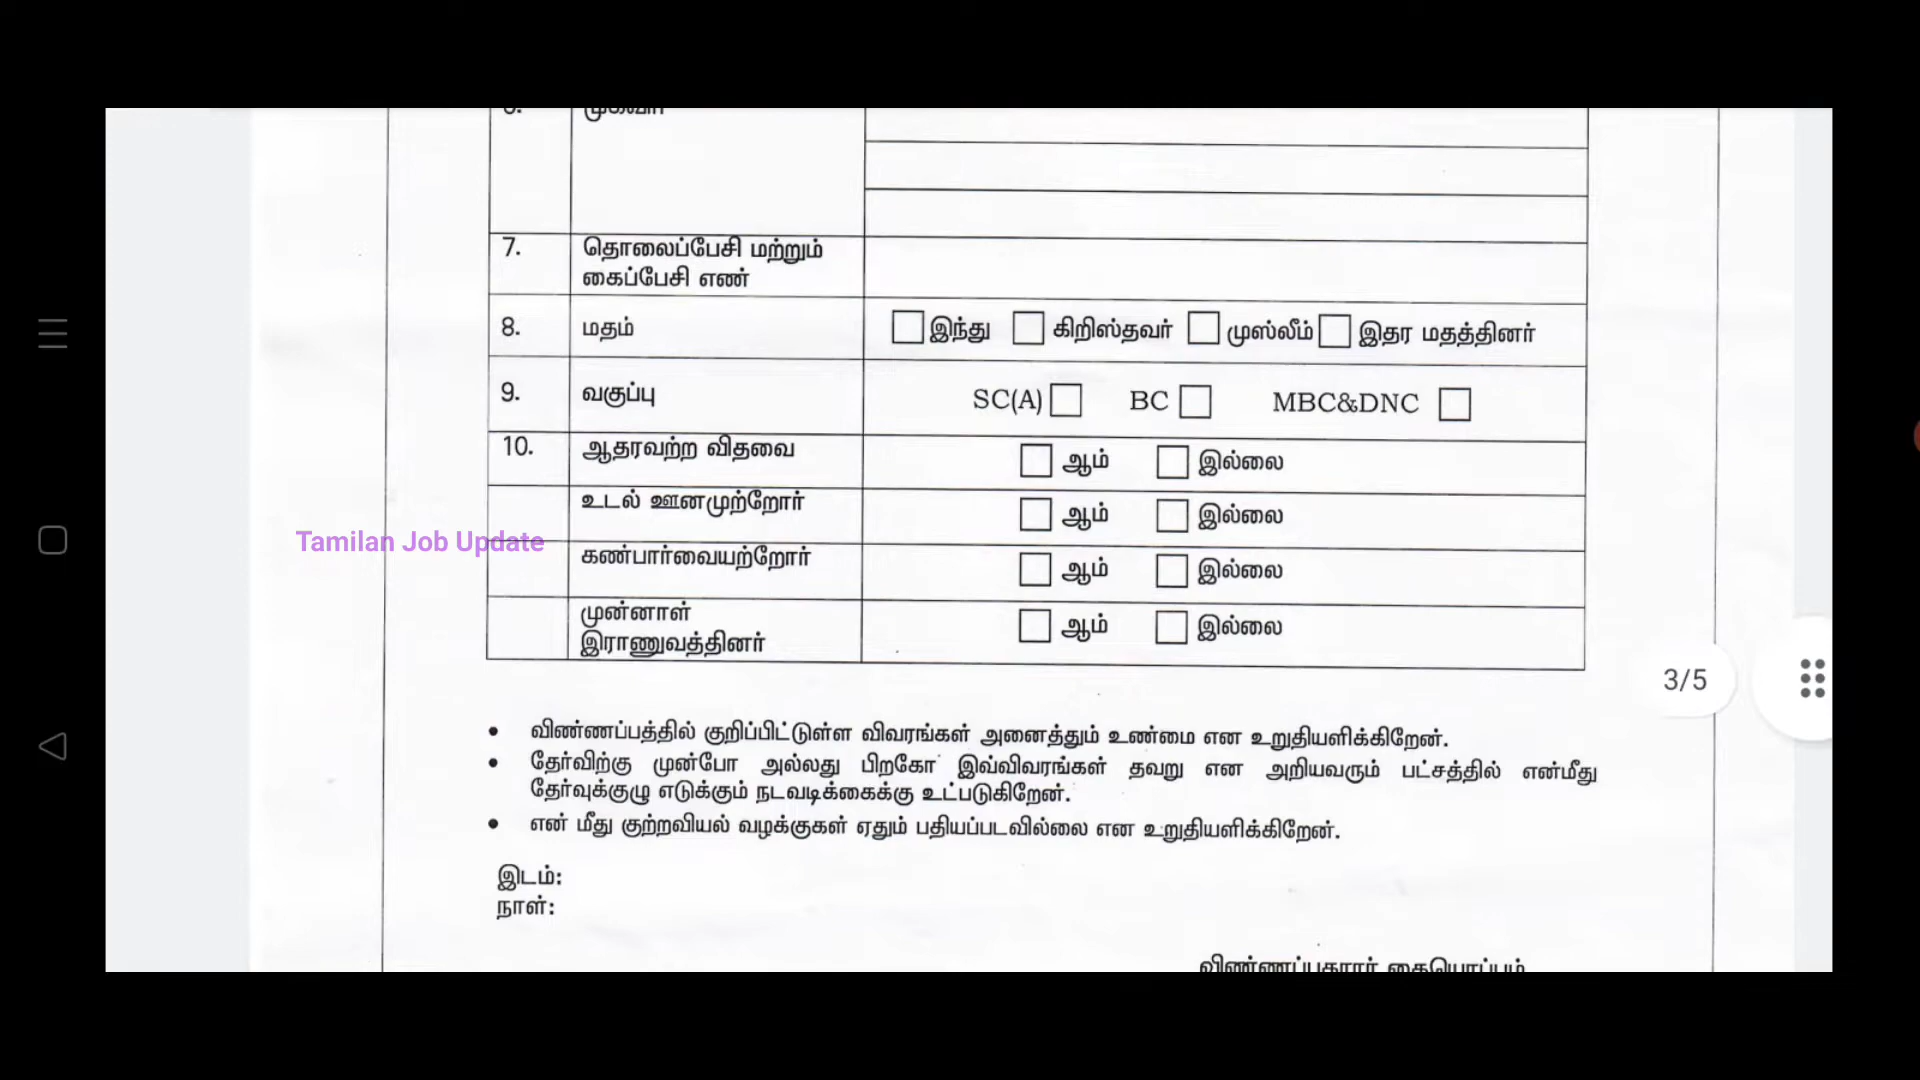 7. தொலைப்பேசி மற்றும்
கைப்பேசி எண்
8. மதம் இந்து கிறிஸ்தவர் முஸ்லீம் இதர மதத்தினர்
9. வகுப்பு SC(A) BC MBC&DNC
10. ஆதரவற்ற விதவை ஆம் இல்லை
உடல் ஊனமுற்றோர் ஆம் இல்லை
Tamilan Job Update
கண்பார்வையற்றோர் ஆம் இல்லை
முன்னாள்
இராணுவத்தினர் ஆம் இல்லை
3/5
• விண்ணப்பத்தில் குறிப்பிட்டுள்ள விவரங்கள் அனைத்தும் உண்மை என உறுதியளிக்கிறேன்.
• தேர்விற்கு முன்போ அல்லது பிறகோ இவ்விவரங்கள் தவறு என அறியவரும் பட்சத்தில் என்மீது
தேர்வுக்குழு எடுக்கும் நடவடிக்கைக்கு உட்படுகிறேன்.
• என் மீது குற்றவியல் வழக்குகள் ஏதும் பதியப்படவில்லை என உறுதியளிக்கிறேன்.
இடம்:
நாள்: